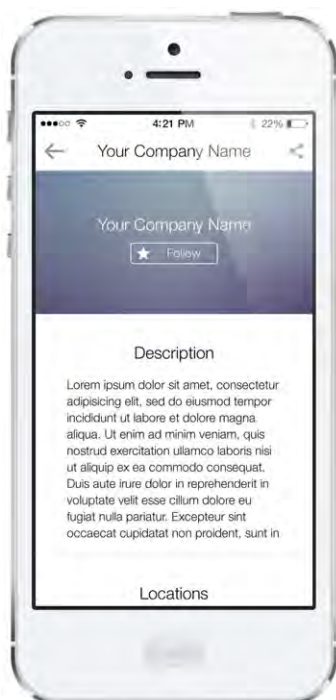 4:21 PM 22%
Your Company Name
Your Company Name
Follow
Description
Lorem ipsum dolor sit amet, consectetur
adipisicing elit, sed do eiusmod tempor
incididunt ut labore et dolore magna
aliqua. Ut enim ad minim veniam, quis
nostrud exercitation ullamco laboris nisi
ut aliquip ex ea commodo consequat.
Duis aute irure dolor in reprehenderit in
voluptate velit esse cillum dolore eu
fugiat nulla pariatur. Excepteur sint
occaecat cupidatat non proident, sunt in
Locations